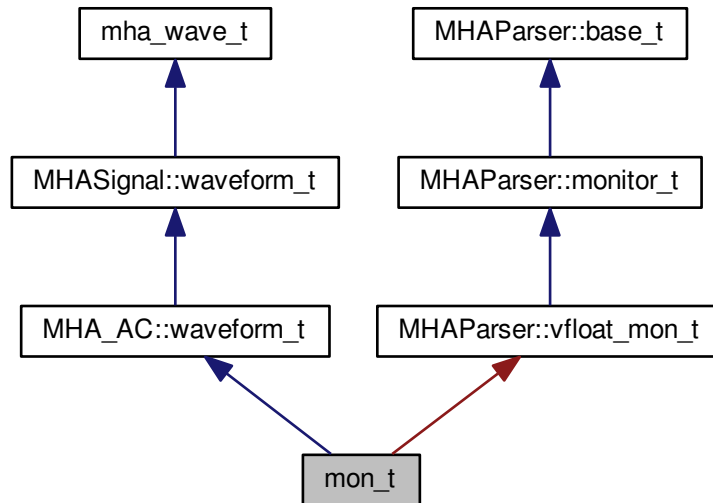 mha_wave_t
MHAParser::base_t
MHASignal::waveform_t
MHAParser::monitor_t
MHA_AC::waveform_t
MHAParser::vfloat_mon_t
mon_t